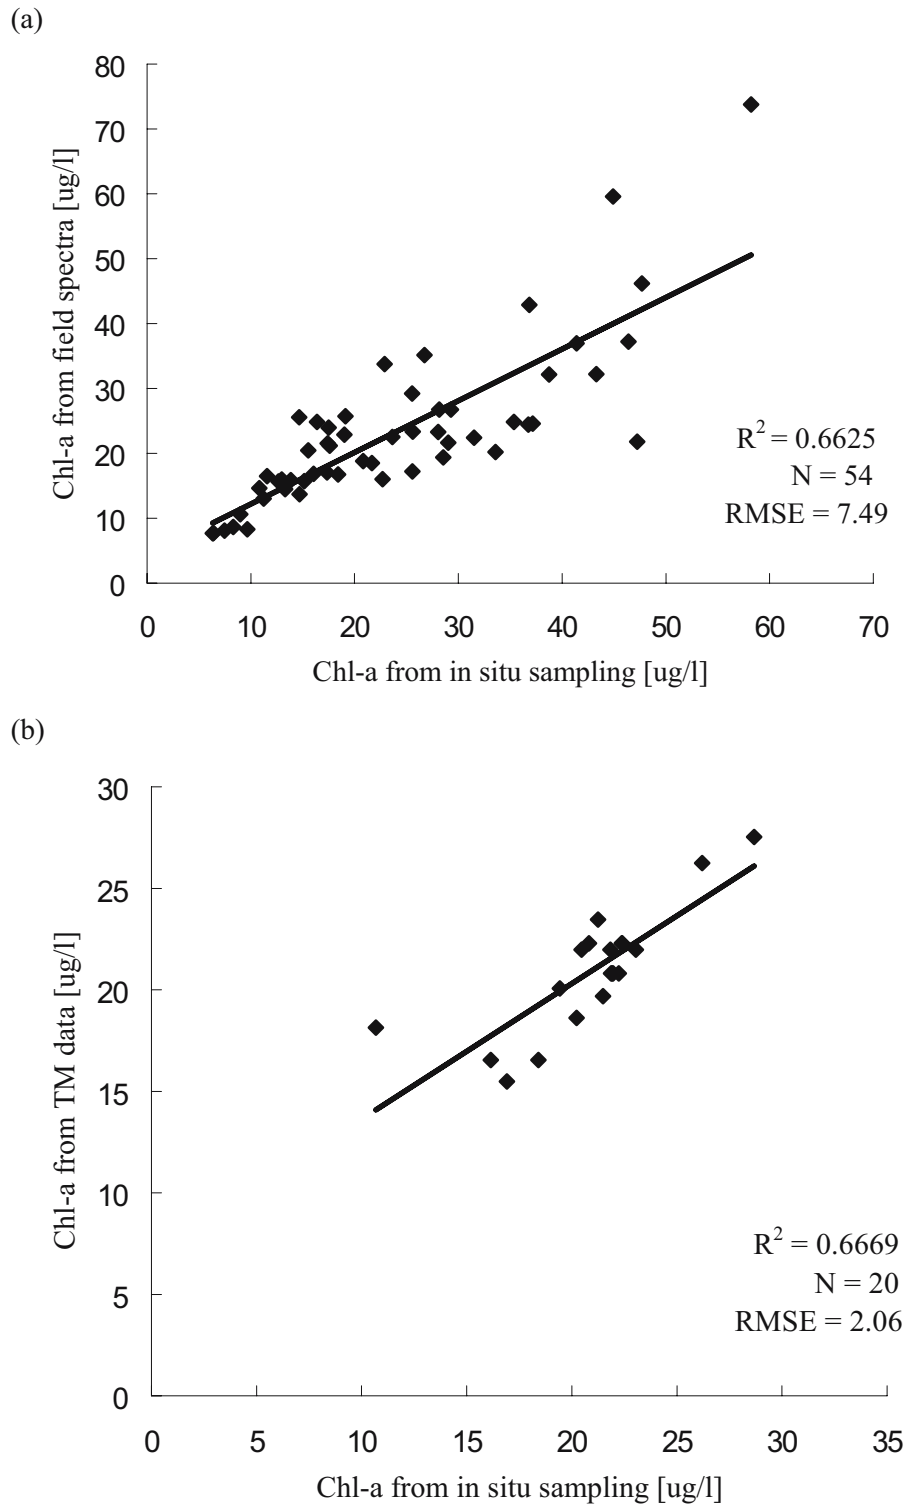 (a)
80
70
60
50
40
30
20
10
0
Chl-a from field spectra [ug/l]
R² = 0.6625
N = 54
RMSE = 7.49
0 10 20 30 40 50 60 70
Chl-a from in situ sampling [ug/l]
(b)
30
25
20
15
10
5
0
Chl-a from TM data [ug/l]
R² = 0.6669
N = 20
RMSE = 2.06
0 5 10 15 20 25 30 35
Chl-a from in situ sampling [ug/l]